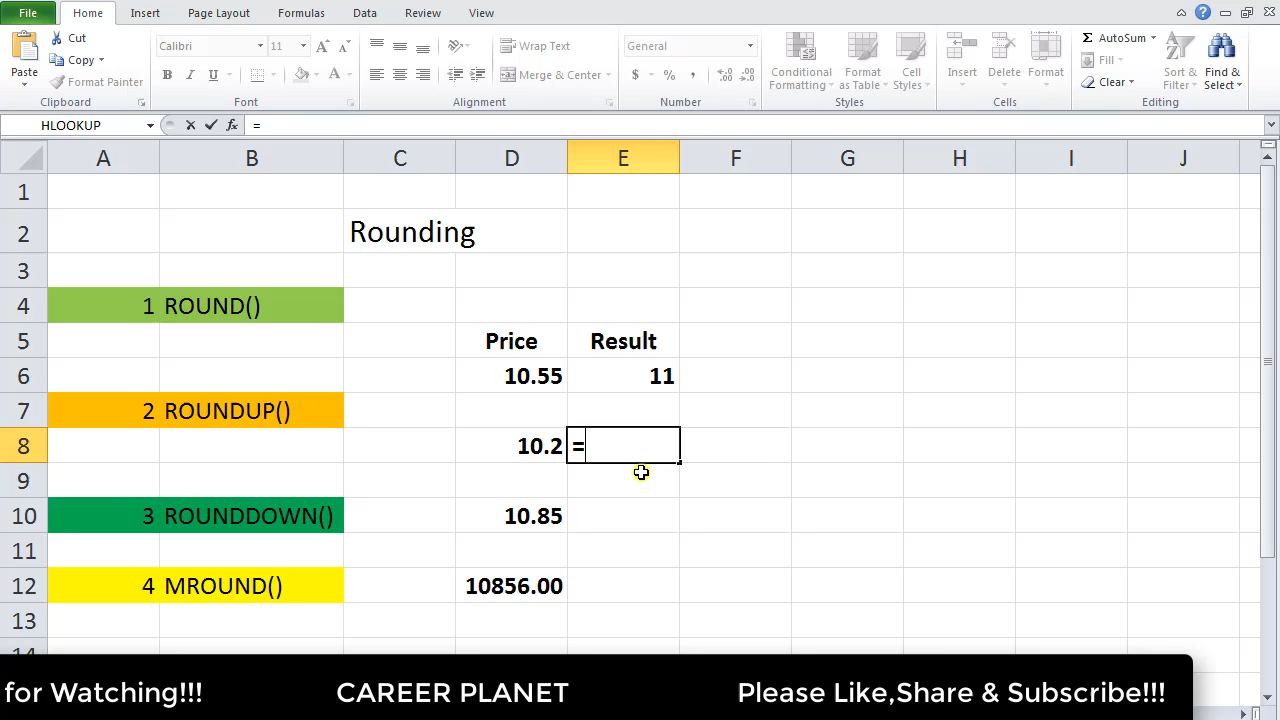 File Home Insert Page Layout Formulas Data Review View
Paste Cut Copy Format Painter Clipboard
Calibri 11 A A B I U A Font
Wrap Text Merge & Center Alignment
General $ % , Number
Conditional Formatting Format as Table Cell Styles Styles
Insert Delete Format Cells
Σ AutoSum Fill Clear Sort & Filter Find & Select Editing
HLOOKUP fx =
A B C D E F G H I J
1
2 Rounding
3
4 1 ROUND()
5 Price Result
6 10.55 11
7 2 ROUNDUP()
8 10.2 =
9
10 3 ROUNDDOWN() 10.85
11
12 4 MROUND() 10856.00
13
14
for Watching!!! CAREER PLANET Please Like,Share & Subscribe!!!